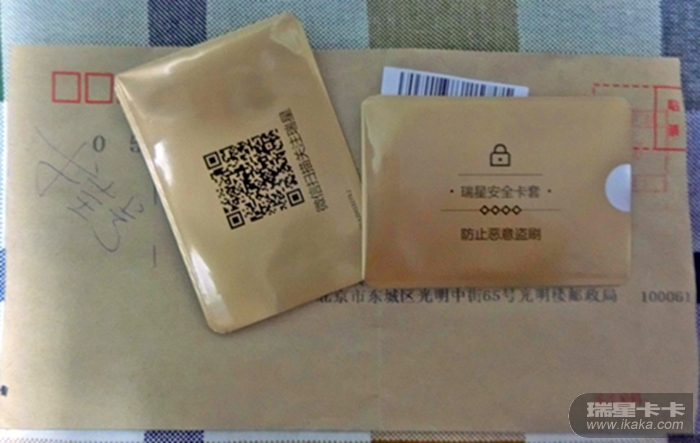 微信扫描关注瑞星
· 瑞星安全卡套 ·
防止恶意盗刷
北京市东城区光明中街65号光明楼邮政局 100061
瑞星卡卡
www.ikaka.com